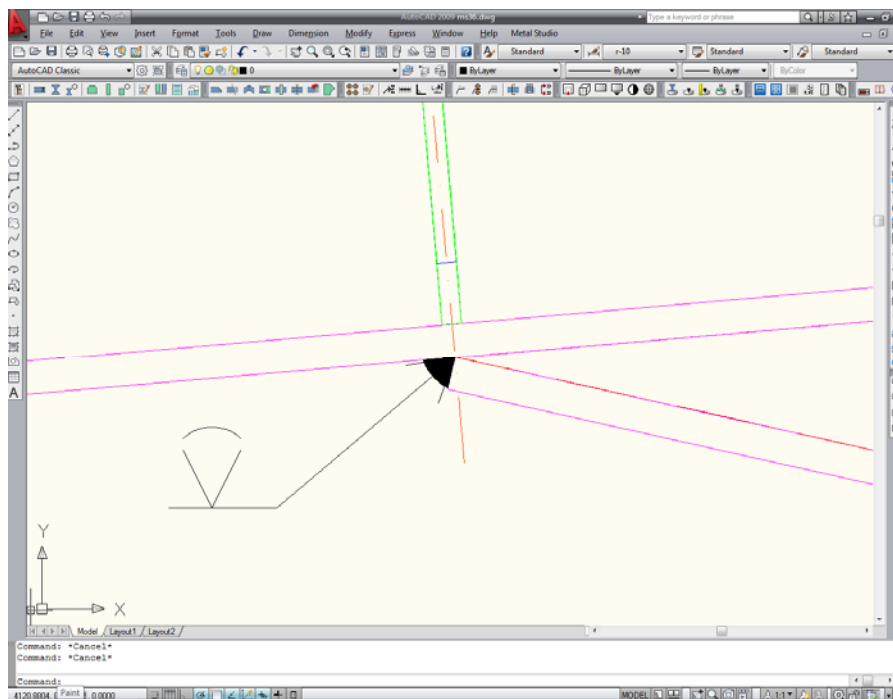 AutoCAD 2009 ms36.dwg
Type a keyword or phrase
File Edit View Insert Format Tools Draw Dimension Modify Express Window Help Metal Studio
Standard r-10 Standard Standard
AutoCAD Classic 0 ByLayer ByLayer ByLayer ByColor
A
Y
X
Model Layout1 Layout2
Command: *Cancel*
Command: *Cancel*
Command:
4120.8804, Paint 0.0000 MODEL 1:1